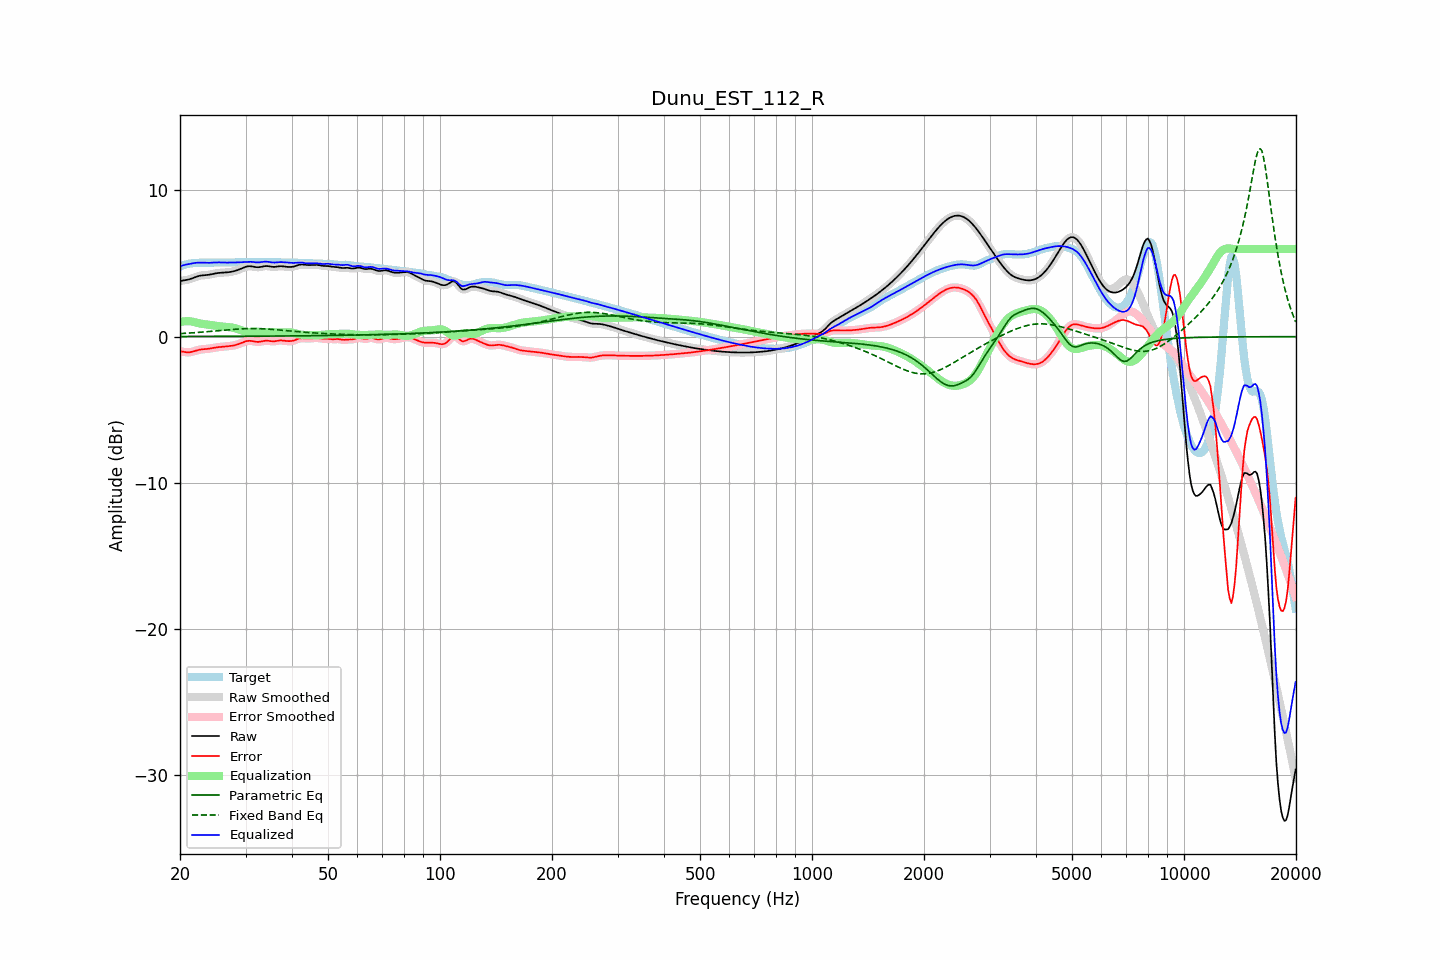 Dunu_EST_112_R
Amplitude (dBr)
10
0
−10
−20
−30
Target
Raw Smoothed
Error Smoothed
Raw
Error
Equalization
Parametric Eq
Fixed Band Eq
Equalized
20 50 100 200 500 1000 2000 5000 10000 20000
Frequency (Hz)